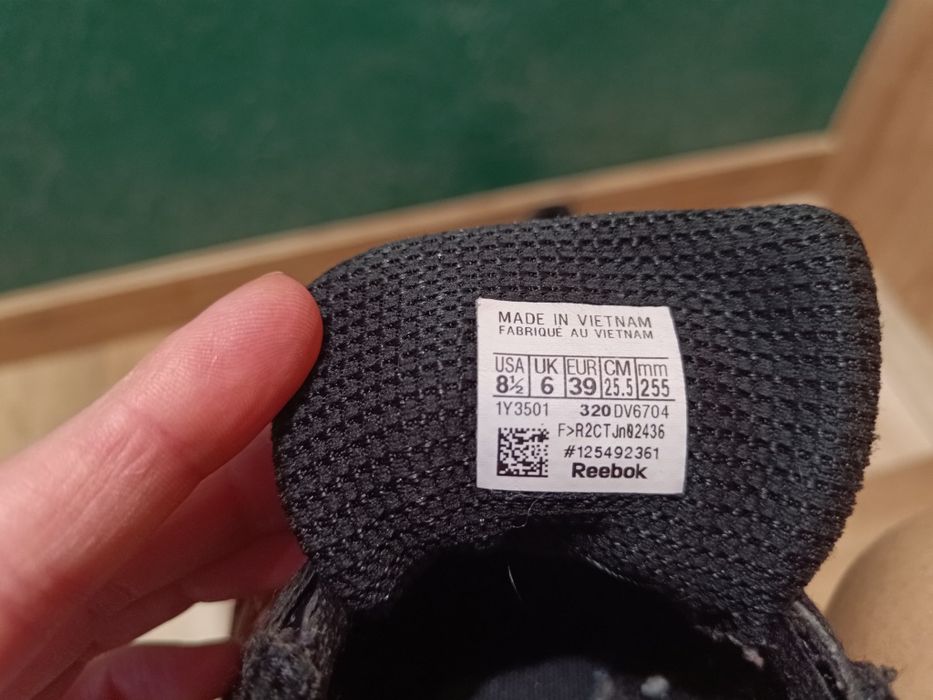 MADE IN VIETNAM
FABRIQUÉ AU VIETNAM
USA UK EUR CM mm
8½ 6 39 25.5 255
1Y3501 320 DV6704
F>R2CTJn02436
#125492361
Reebok